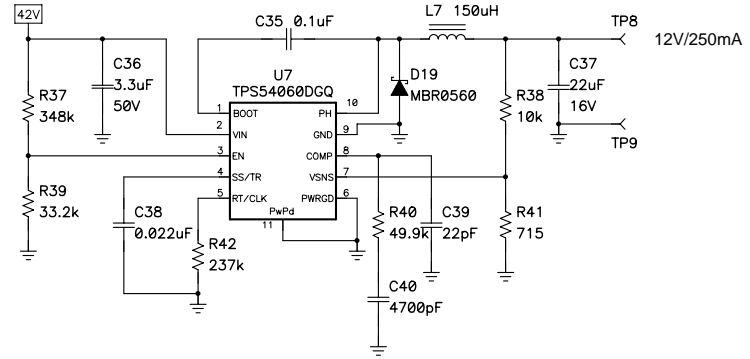 42V
C35 0.1uF
L7 150uH
TP8
12V/250mA
C36
3.3uF
50V
U7
TPS54060DGQ
D19
MBR0560
C37
22uF
16V
R37
348k
R38
10k
1 BOOT
PH 10
2 VIN
GND 9
3 EN
COMP 8
4 SS/TR
VSNS 7
5 RT/CLK
PWRGD 6
PwPd
11
TP9
R39
33.2k
C38
0.022uF
R42
237k
R40
49.9k
C39
22pF
R41
715
C40
4700pF